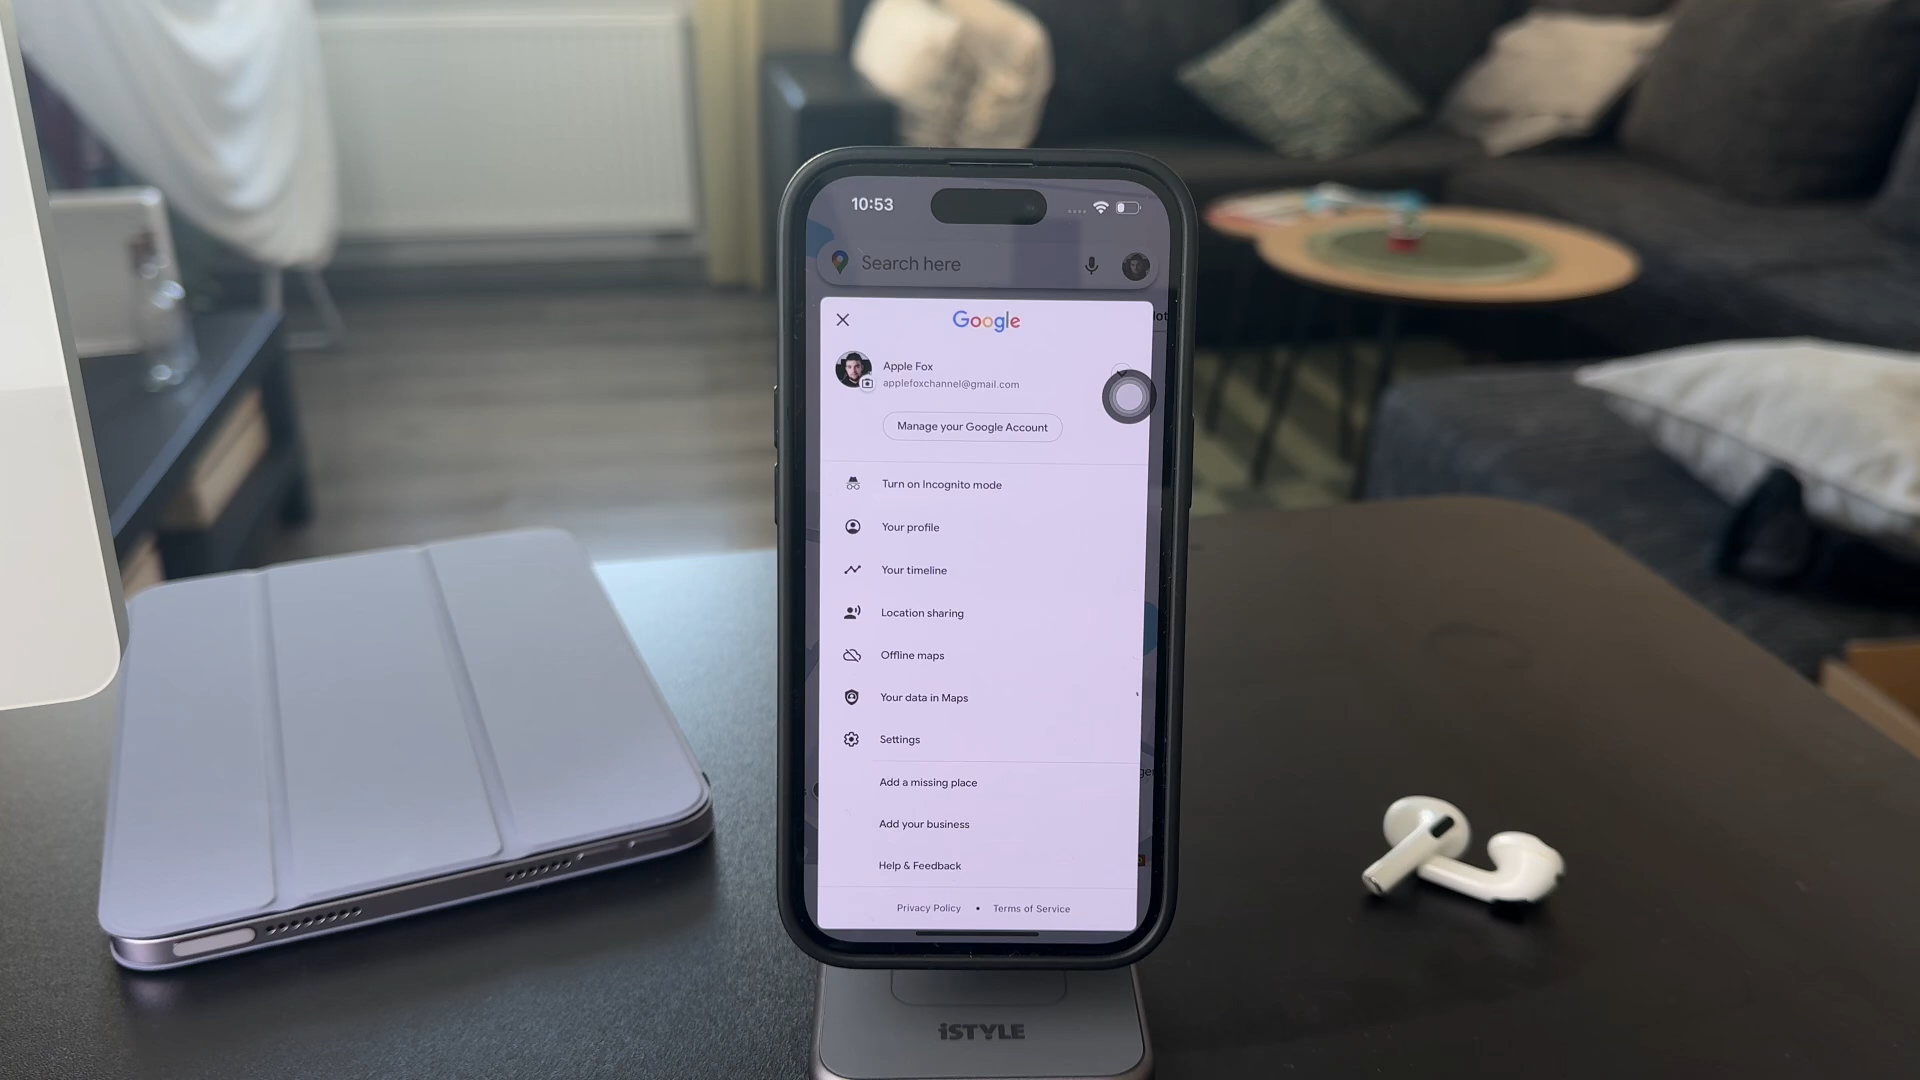 10:53
Search here
Google
Apple Fox
applefoxchannel@gmail.com
Manage your Google Account
Turn on Incognito mode
Your profile
Your timeline
Location sharing
Offline maps
Your data in Maps
Settings
Add a missing place
Add your business
Help & Feedback
Privacy Policy • Terms of Service
iSTYLE